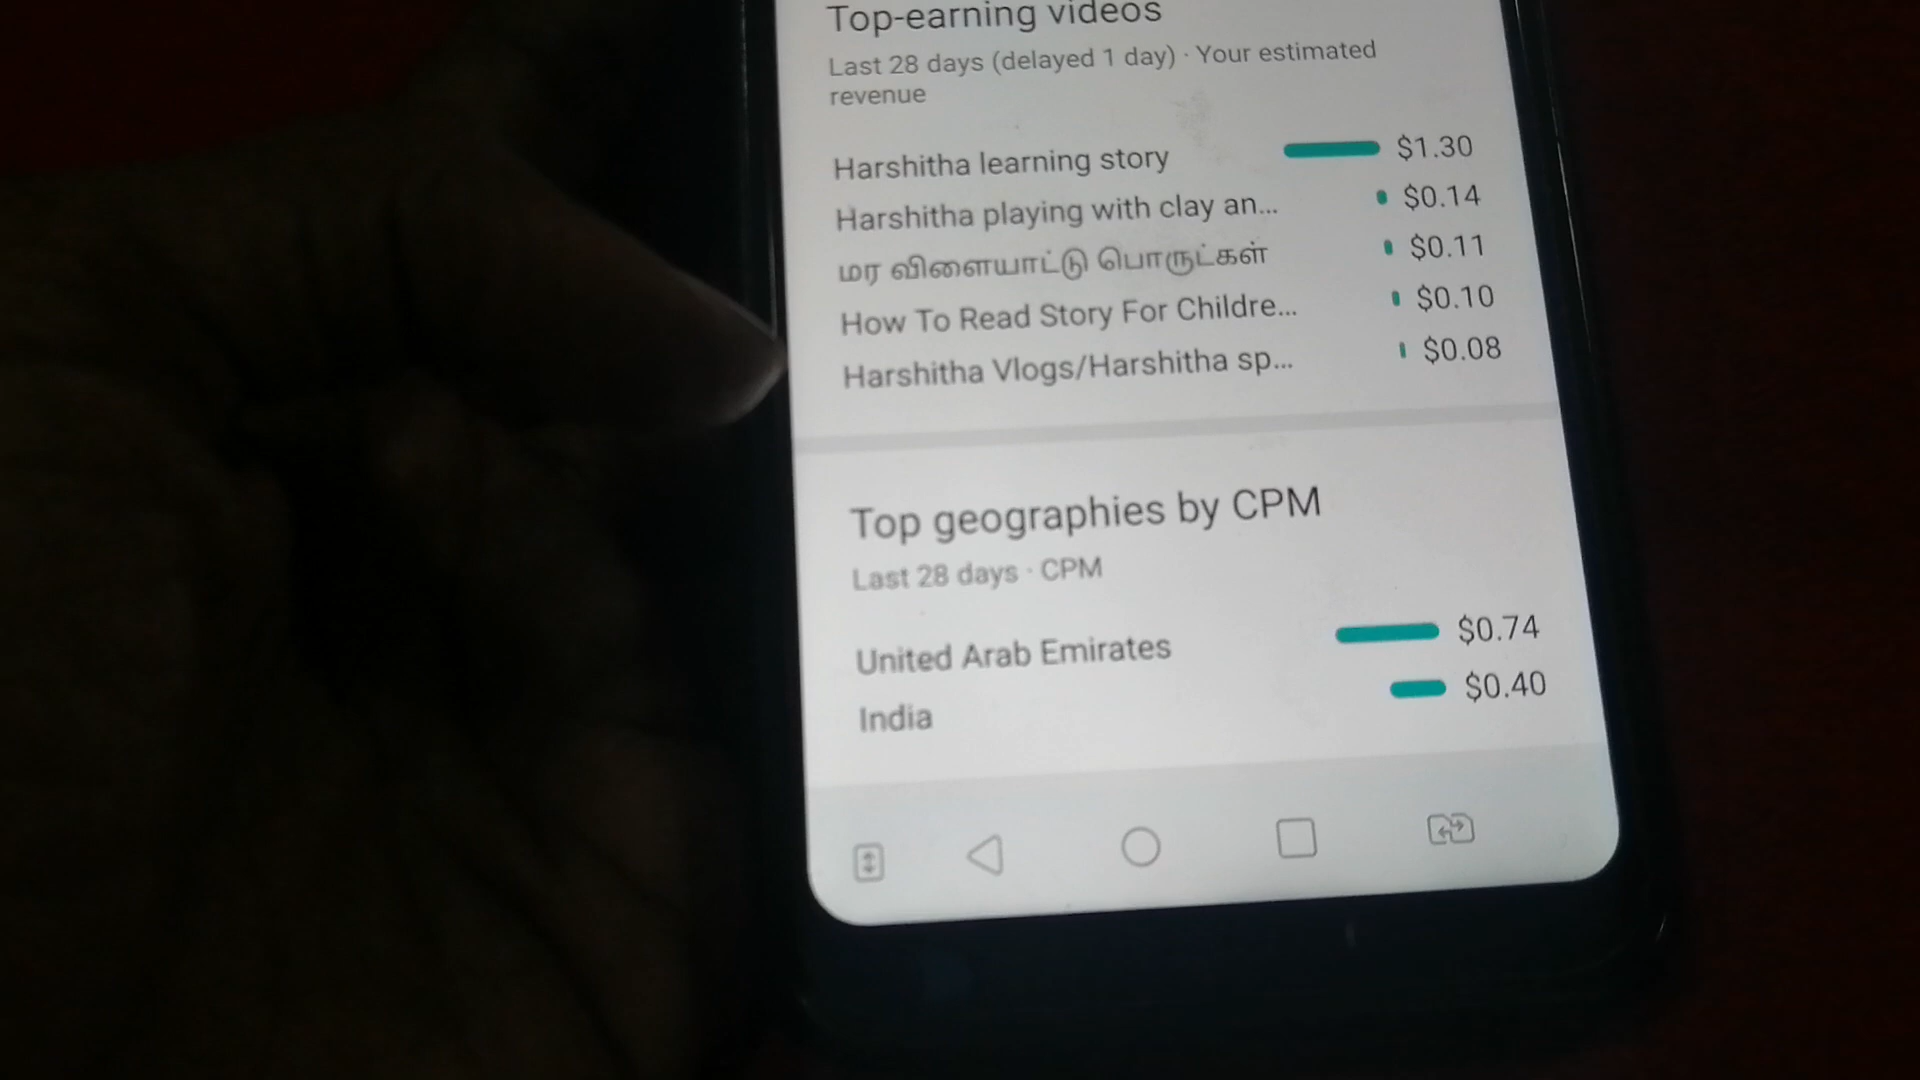 Top-earning videos
Last 28 days (delayed 1 day) · Your estimated
revenue
Harshitha learning story $1.30
Harshitha playing with clay an... $0.14
மர விளையாட்டு பொருட்கள் $0.11
How To Read Story For Childre... $0.10
Harshitha Vlogs/Harshitha sp... $0.08
Top geographies by CPM
Last 28 days · CPM
United Arab Emirates $0.74
India $0.40